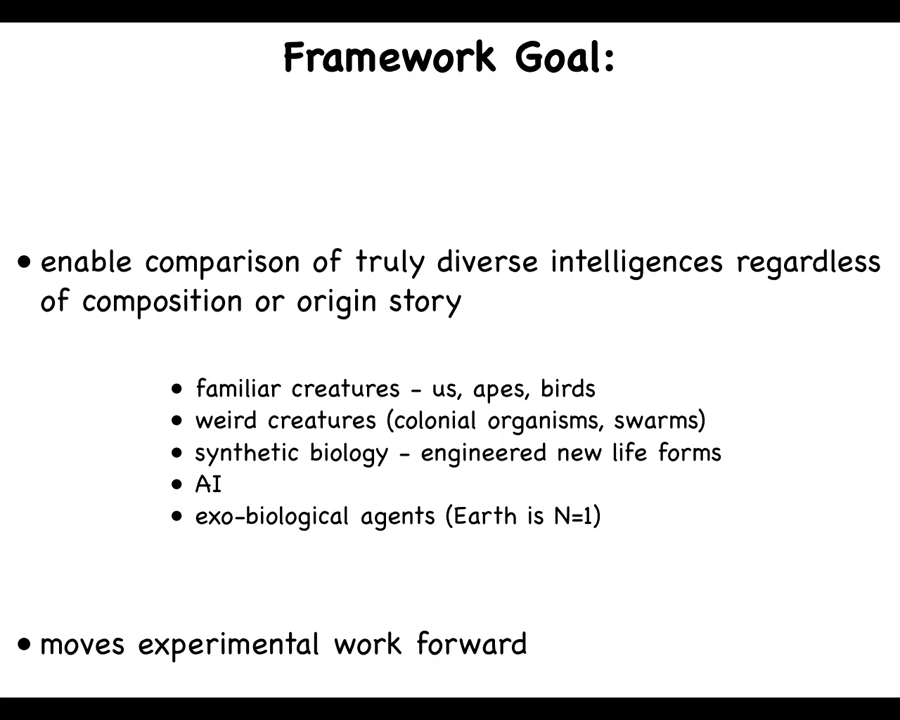 Framework Goal:
• enable comparison of truly diverse intelligences regardless
of composition or origin story
• familiar creatures - us, apes, birds
• weird creatures (colonial organisms, swarms)
• synthetic biology - engineered new life forms
• AI
• exo-biological agents (Earth is N=1)
• moves experimental work forward